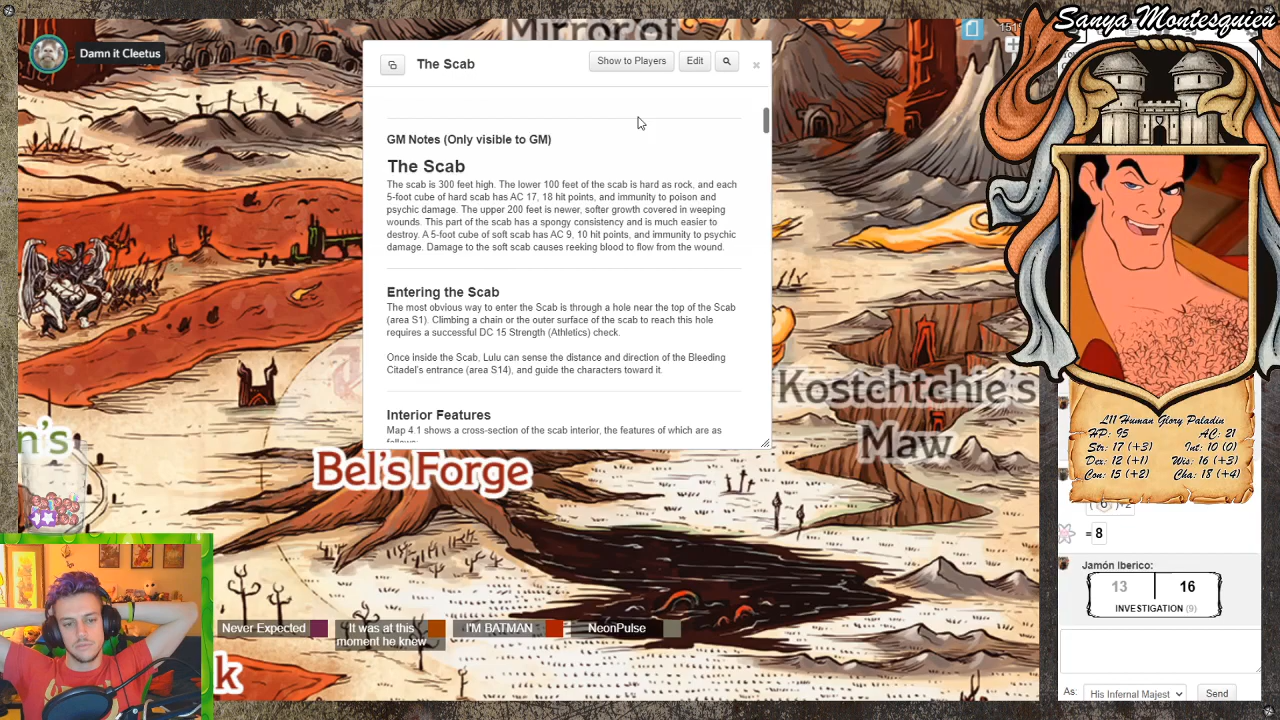 Mirror of
Damn it Cleetus
The Scab
Show to Players
Edit
GM Notes (Only visible to GM)
The Scab
The scab is 300 feet high. The lower 100 feet of the scab is hard as rock, and each
5-foot cube of hard scab has AC 17, 18 hit points, and immunity to poison and
psychic damage. The upper 200 feet is newer, softer growth covered in weeping
wounds. This part of the scab has a spongy consistency and is much easier to
destroy. A 5-foot cube of soft scab has AC 9, 10 hit points, and immunity to psychic
damage. Damage to the soft scab causes reeking blood to flow from the wound.
Entering the Scab
The most obvious way to enter the Scab is through a hole near the top of the Scab
(area S1). Climbing a chain or the outer surface of the scab to reach this hole
requires a successful DC 15 Strength (Athletics) check.
Once inside the Scab, Lulu can sense the distance and direction of the Bleeding
Citadel's entrance (area S14), and guide the characters toward it.
Interior Features
Map 4.1 shows a cross-section of the scab interior, the features of which are as
follows:
n's
Bel's Forge
Kostchtchie's
Maw
k
Never Expected
It was at this
moment he knew
I'M BATMAN
NeonPulse
Sanya Montesquieu
211 Human Glory Paladin
HP: 95 AC: 21
Str: 17 (+3) Int: 10 (0)
Dex: 12 (+1) Wis: 16 (+3)
Con: 15 (+2) Cha: 18 (+4)
= 8
Jamón Iberico:
13 16
INVESTIGATION (9)
As:
His Infernal Majest
Send